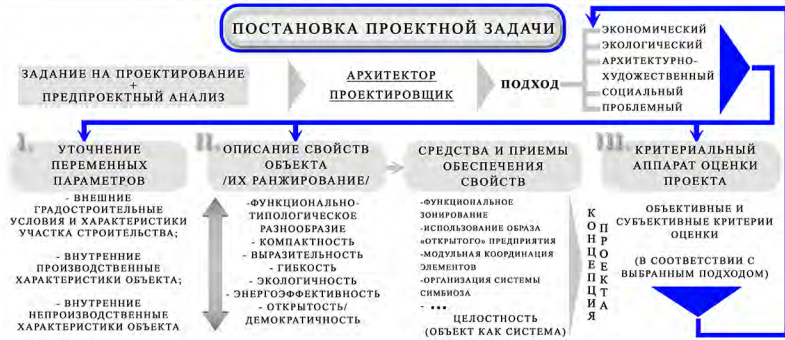 ПОСТАНОВКА ПРОЕКТНОЙ ЗАДАЧИ
ЗАДАНИЕ НА ПРОЕКТИРОВАНИЕ
+
ПРЕДПРОЕКТНЫЙ АНАЛИЗ
АРХИТЕКТОР
ПРОЕКТИРОВЩИК
ПОДХОД
ЭКОНОМИЧЕСКИЙ
ЭКОЛОГИЧЕСКИЙ
АРХИТЕКТУРНО-
ХУДОЖЕСТВЕННЫЙ
СОЦИАЛЬНЫЙ
ПРОБЛЕМНЫЙ
I.
УТОЧНЕНИЕ
ПЕРЕМЕННЫХ
ПАРАМЕТРОВ
- ВНЕШНИЕ
ГРАДОСТРОИТЕЛЬНЫЕ
УСЛОВИЯ И ХАРАКТЕРИСТИКИ
УЧАСТКА СТРОИТЕЛЬСТВА;
- ВНУТРЕННИЕ
ПРОИЗВОДСТВЕННЫЕ
ХАРАКТЕРИСТИКИ ОБЪЕКТА;
- ВНУТРЕННИЕ
НЕПРОИЗВОДСТВЕННЫЕ
ХАРАКТЕРИСТИКИ ОБЪЕКТА
II.
ОПИСАНИЕ СВОЙСТВ
ОБЪЕКТА
/ИХ РАНЖИРОВАНИЕ/
-ФУНКЦИОНАЛЬНО-
ТИПОЛОГИЧЕСКОЕ
РАЗНООБРАЗИЕ
- КОМПАКТНОСТЬ
- ВЫРАЗИТЕЛЬНОСТЬ
- ГИБКОСТЬ
- ЭКОЛОГИЧНОСТЬ
- ЭНЕРГОЭФФЕКТИВНОСТЬ
- ОТКРЫТОСТЬ/
ДЕМОКРАТИЧНОСТЬ
СРЕДСТВА И ПРИЕМЫ
ОБЕСПЕЧЕНИЯ
СВОЙСТВ
-ФУНКЦИОНАЛЬНОЕ
ЗОНИРОВАНИЕ
-ИСПОЛЬЗОВАНИЕ ОБРАЗА
«ОТКРЫТОГО» ПРЕДПРИЯТИЯ
-МОДУЛЬНАЯ КООРДИНАЦИЯ
ЭЛЕМЕНТОВ
-ОРГАНИЗАЦИЯ СИСТЕМЫ
СИМБИОЗА
- ...
ЦЕЛОСТНОСТЬ
(ОБЪЕКТ КАК СИСТЕМА)
КОНЦЕПЦИЯ
ПРОЕКТА
III.
КРИТЕРИАЛЬНЫЙ
АППАРАТ ОЦЕНКИ
ПРОЕКТА
ОБЪЕКТИВНЫЕ И
СУБЪЕКТИВНЫЕ КРИТЕРИИ
ОЦЕНКИ
(В СООТВЕТСТВИИ С
ВЫБРАННЫМ ПОДХОДОМ)